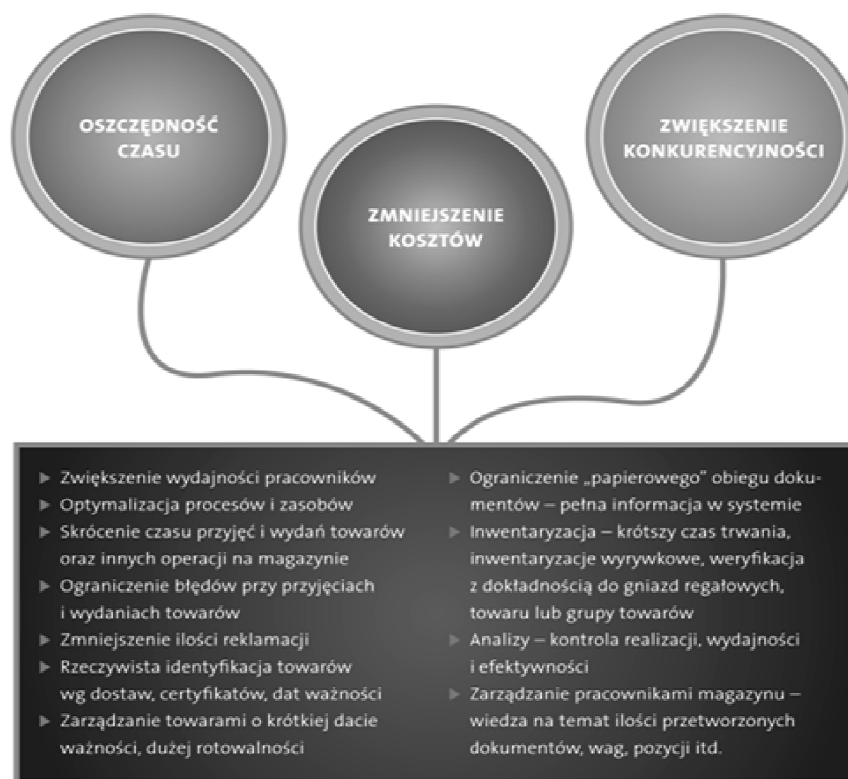 OSZCZĘDNOŚĆ
CZASU
ZMNIEJSZENIE
KOSZTÓW
ZWIĘKSZENIE
KONKURENCYJNOŚCI
▶ Zwiększenie wydajności pracowników
▶ Optymalizacja procesów i zasobów
▶ Skrócenie czasu przyjęć i wydań towarów
oraz innych operacji na magazynie
▶ Ograniczenie błędów przy przyjęciach
i wydaniach towarów
▶ Zmniejszenie ilości reklamacji
▶ Rzeczywista identyfikacja towarów
wg dostaw, certyfikatów, dat ważności
▶ Zarządzanie towarami o krótkiej dacie
ważności, dużej rotowalności
▶ Ograniczenie „papierowego” obiegu doku-
mentów – pełna informacja w systemie
▶ Inwentaryzacja – krótszy czas trwania,
inwentaryzacje wyrywkowe, weryfikacja
z dokładnością do gniazd regałowych,
towaru lub grupy towarów
▶ Analizy – kontrola realizacji, wydajności
i efektywności
▶ Zarządzanie pracownikami magazynu –
wiedza na temat ilości przetworzonych
dokumentów, wag, pozycji itd.